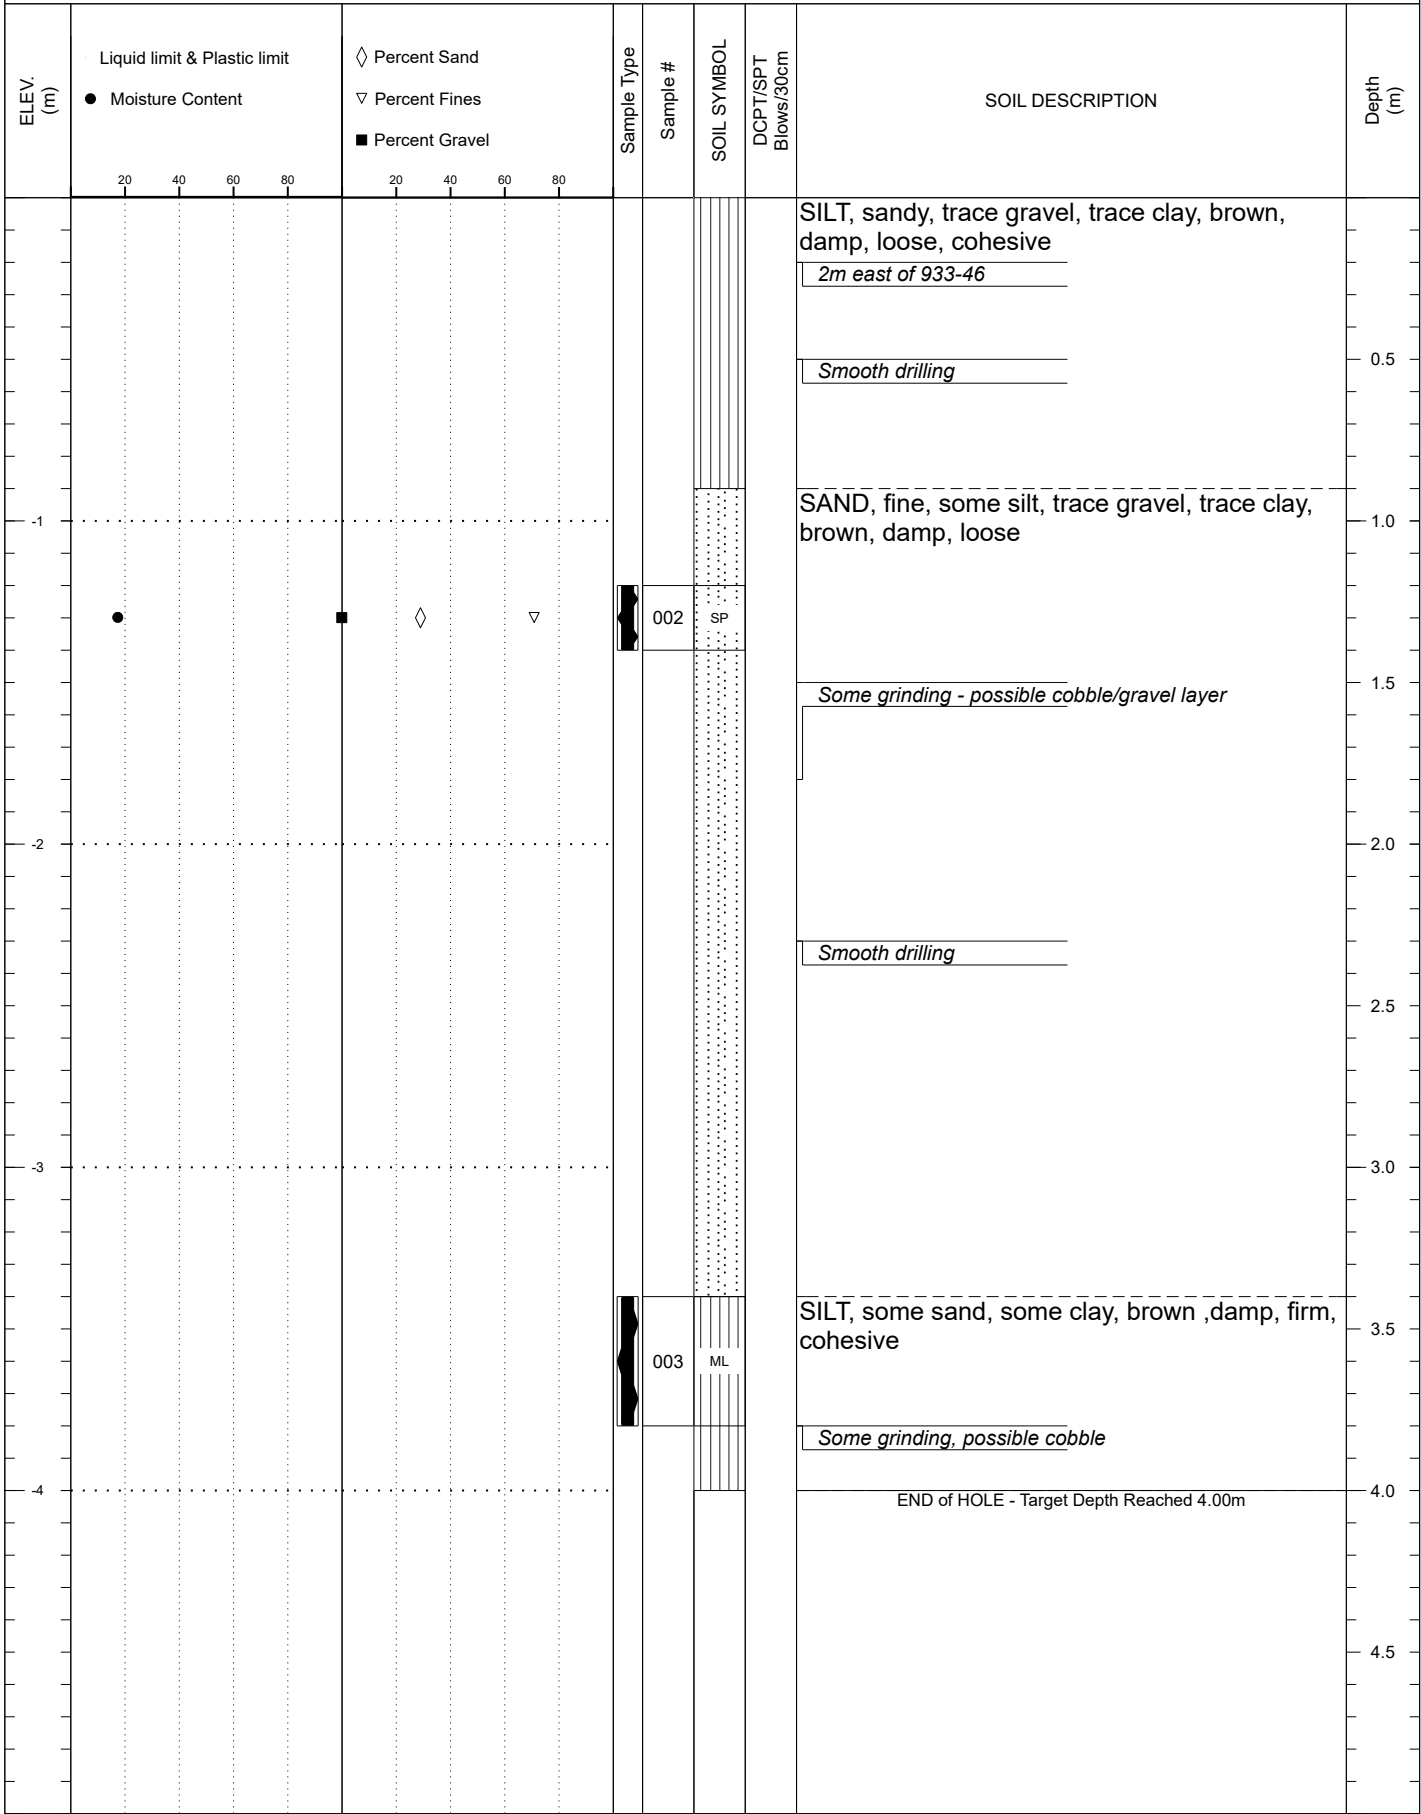 ELEV.
(m)
Liquid limit & Plastic limit
Moisture Content
20 40 60 80
Percent Sand
Percent Fines
Percent Gravel
20 40 60 80
Sample Type
Sample #
SOIL SYMBOL
DCPT/SPT
Blows/30cm
SOIL DESCRIPTION
Depth
(m)
SILT, sandy, trace gravel, trace clay, brown,
damp, loose, cohesive
2m east of 933-46
0.5
Smooth drilling
SAND, fine, some silt, trace gravel, trace clay,
brown, damp, loose
-1
1.0
002
SP
1.5
Some grinding - possible cobble/gravel layer
-2
2.0
Smooth drilling
2.5
-3
3.0
SILT, some sand, some clay, brown ,damp, firm,
cohesive
3.5
003
ML
Some grinding, possible cobble
-4
4.0
END of HOLE - Target Depth Reached 4.00m
4.5